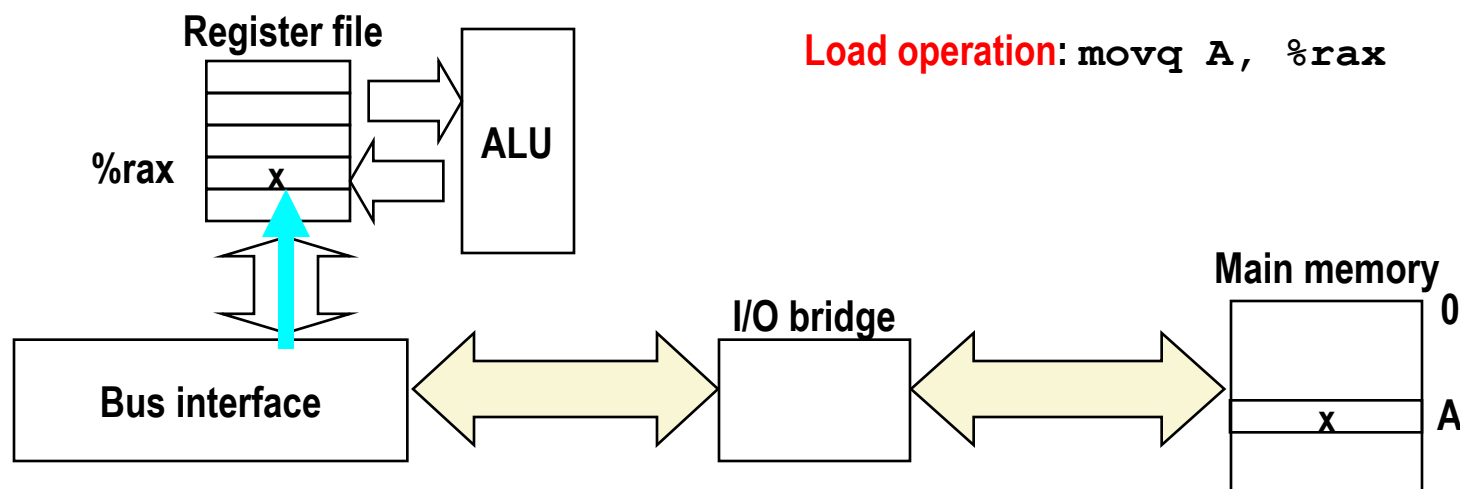 Register file
Load operation: movq A, %rax
ALU
%rax
x
Main memory
0
I/O bridge
Bus interface
x
A